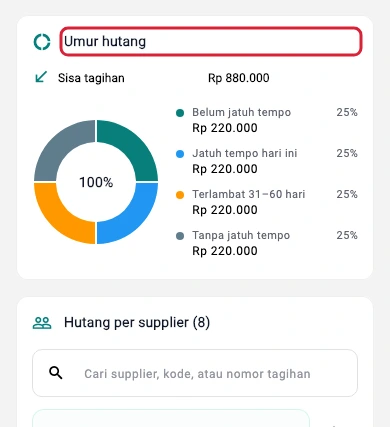 Umur hutang
Sisa tagihan Rp 880.000
Belum jatuh tempo 25%
Rp 220.000
Jatuh tempo hari ini 25%
Rp 220.000
100%
Terlambat 31–60 hari 25%
Rp 220.000
Tanpa jatuh tempo 25%
Rp 220.000
Hutang per supplier (8)
Cari supplier, kode, atau nomor tagihan